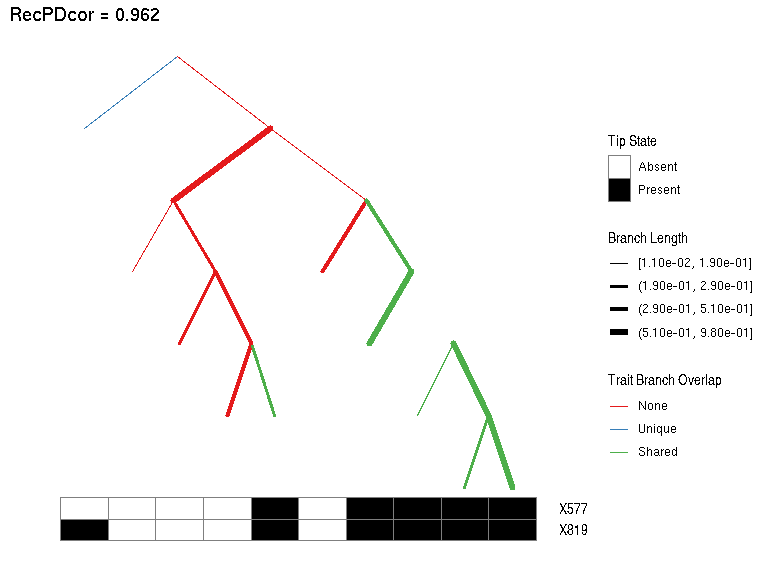 RecPDcor = 0.962
Tip State
Absent
Present
Branch Length
[1.10e-02, 1.90e-01]
(1.90e-01, 2.90e-01]
(2.90e-01, 5.10e-01]
(5.10e-01, 9.80e-01]
Trait Branch Overlap
None
Unique
Shared
X577
X819